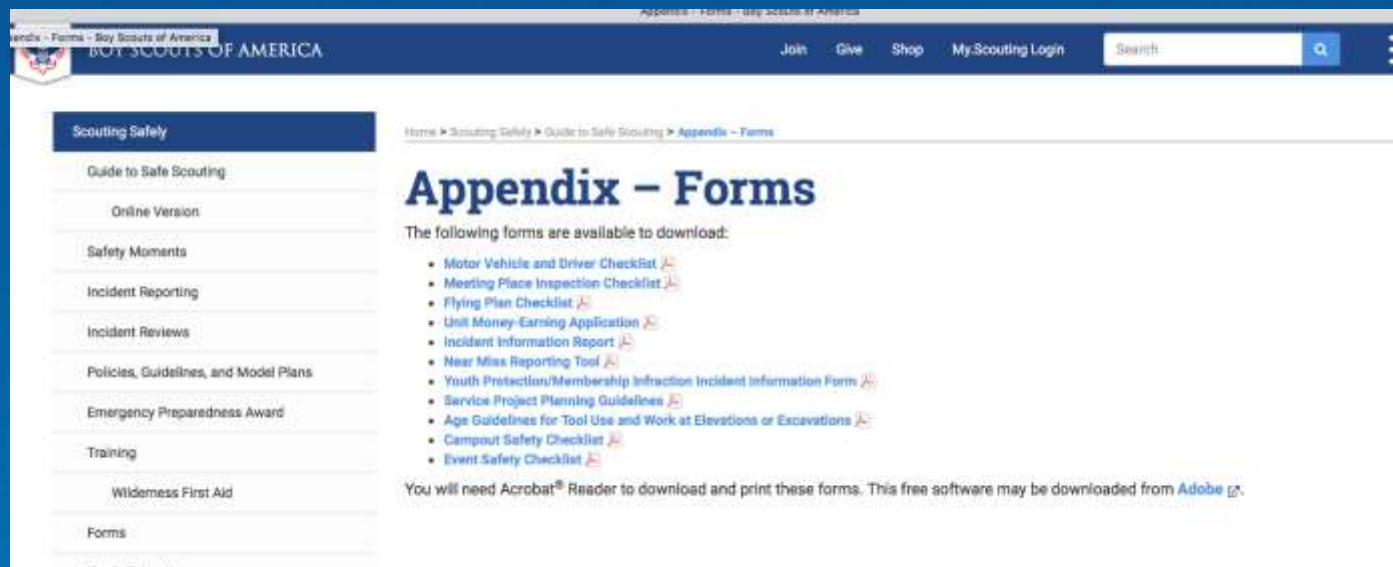 Appendix - Forms - Boy Scouts of America
endix - Forms - Boy Scouts of America
BOY SCOUTS OF AMERICA
Join Give Shop My.Scouting Login Search
Scouting Safely
Home > Scouting Safely > Guide to Safe Scouting > Appendix – Forms
Guide to Safe Scouting
Online Version
Safety Moments
Incident Reporting
Incident Reviews
Policies, Guidelines, and Model Plans
Emergency Preparedness Award
Training
Wilderness First Aid
Forms
Appendix – Forms
The following forms are available to download:
• Motor Vehicle and Driver Checklist
• Meeting Place Inspection Checklist
• Flying Plan Checklist
• Unit Money-Earning Application
• Incident Information Report
• Near Miss Reporting Tool
• Youth Protection/Membership Infraction Incident Information Form
• Service Project Planning Guidelines
• Age Guidelines for Tool Use and Work at Elevations or Excavations
• Campout Safety Checklist
• Event Safety Checklist
You will need Acrobat® Reader to download and print these forms. This free software may be downloaded from Adobe.